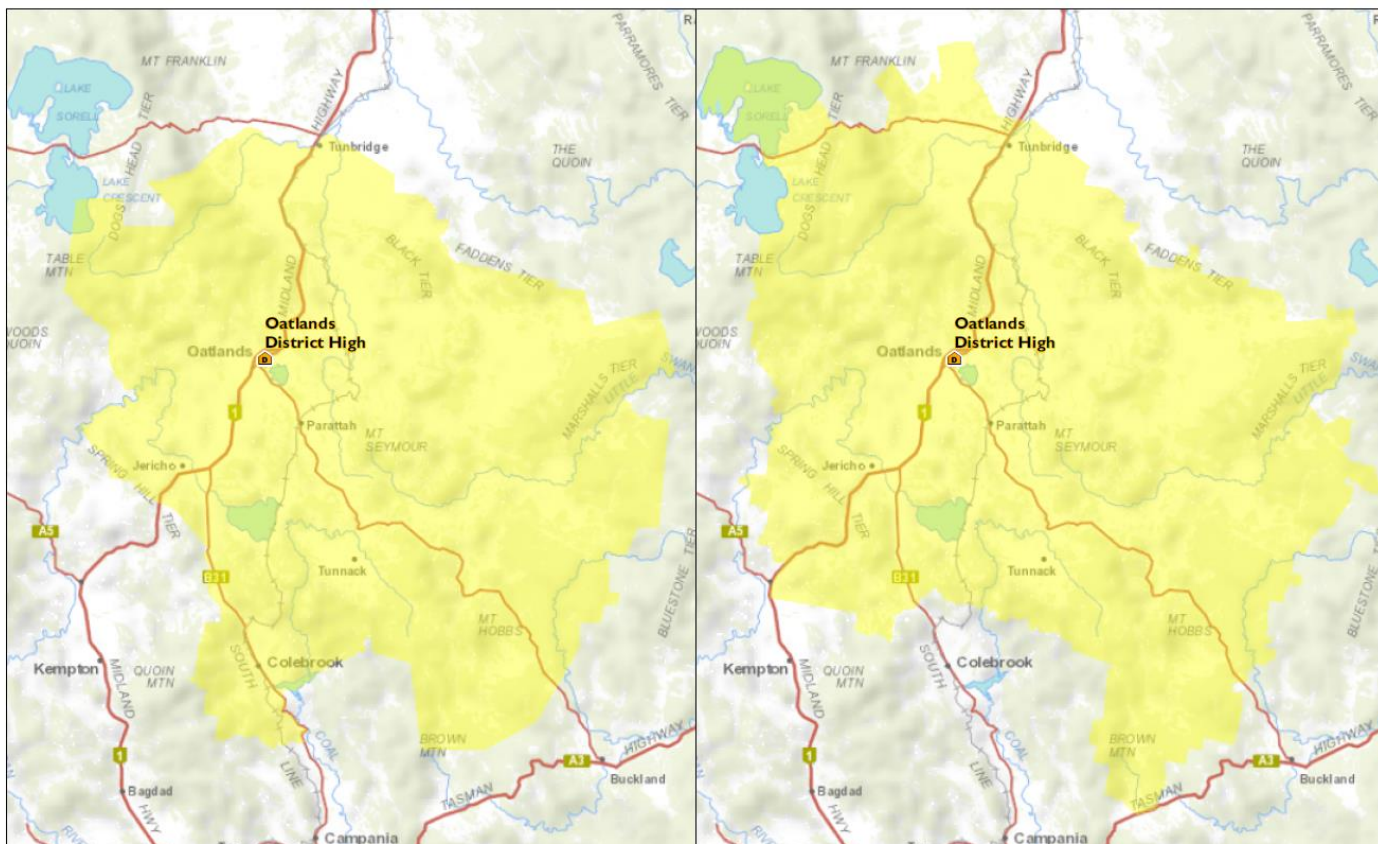 MT FRANKLIN
LAKE
SORELL
DOGS HEAD TIER
HIGHWAY
Tunbridge
PARRAMORES TIER
THE
QUOIN
LAKE
CRESCENT
TABLE
MTN
MIDLAND
BLACK TIER
FADDENS TIER
WOODS
QUOIN
Oatlands
District High
Oatlands
D
MARSHALLS TIER
LITTLE
SWAN
1
Parattah
MT
SEYMOUR
Jericho
SPRING HILL
TIER
A5
B31
Tunnack
MT
HOBBS
BLUESTONE TIER
SOUTH
Colebrook
Kempton
QUOIN
MTN
MIDLAND
BROWN
MTN
COAL
LINE
1
A3
HIGHWAY
Buckland
TASMAN
Bagdad
HWY
Campania
MT FRANKLIN
LAKE
SORELL
DOGS HEAD TIER
HIGHWAY
Tunbridge
PARRAMORES TIER
THE
QUOIN
LAKE
CRESCENT
TABLE
MTN
MIDLAND
BLACK TIER
FADDENS TIER
WOODS
QUOIN
Oatlands
District High
Oatlands
D
MARSHALLS TIER
LITTLE
SWAN
1
Parattah
MT
SEYMOUR
Jericho
SPRING HILL
TIER
A5
B31
Tunnack
MT
HOBBS
BLUESTONE TIER
SOUTH
Colebrook
Kempton
QUOIN
MTN
MIDLAND
BROWN
MTN
COAL
LINE
1
A3
HIGHWAY
Buckland
TASMAN
Bagdad
HWY
Campania